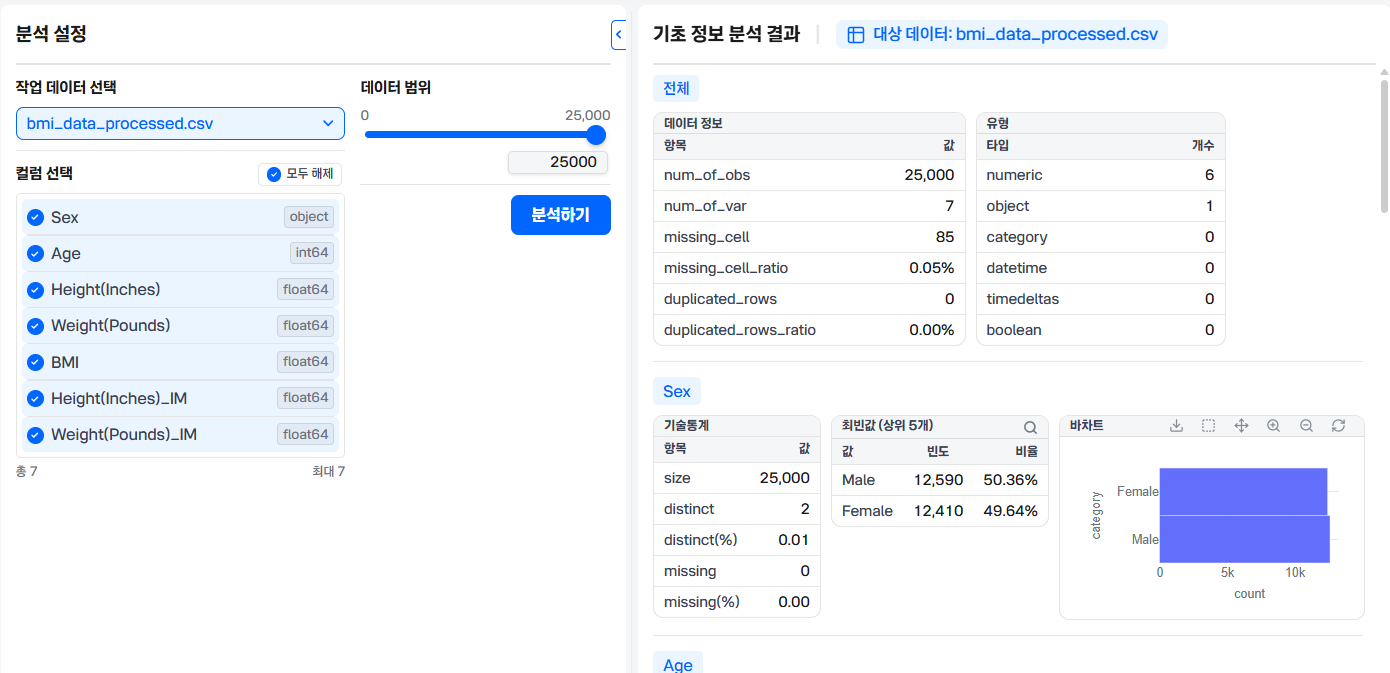 분석 설정
작업 데이터 선택
bmi_data_processed.csv
컬럼 선택
모두 해제
Sex object
Age int64
Height(Inches) float64
Weight(Pounds) float64
BMI float64
Height(Inches)_IM float64
Weight(Pounds)_IM float64
총 7 최대 7
데이터 범위
0 25,000
25000
분석하기
기초 정보 분석 결과
대상 데이터: bmi_data_processed.csv
전체
데이터 정보
항목 값
num_of_obs 25,000
num_of_var 7
missing_cell 85
missing_cell_ratio 0.05%
duplicated_rows 0
duplicated_rows_ratio 0.00%
유형
타입 개수
numeric 6
object 1
category 0
datetime 0
timedeltas 0
boolean 0
Sex
기술통계
항목 값
size 25,000
distinct 2
distinct(%) 0.01
missing 0
missing(%) 0.00
최빈값 (상위 5개)
값 빈도 비율
Male 12,590 50.36%
Female 12,410 49.64%
바차트
category
Female
Male
0 5k 10k
count
Age